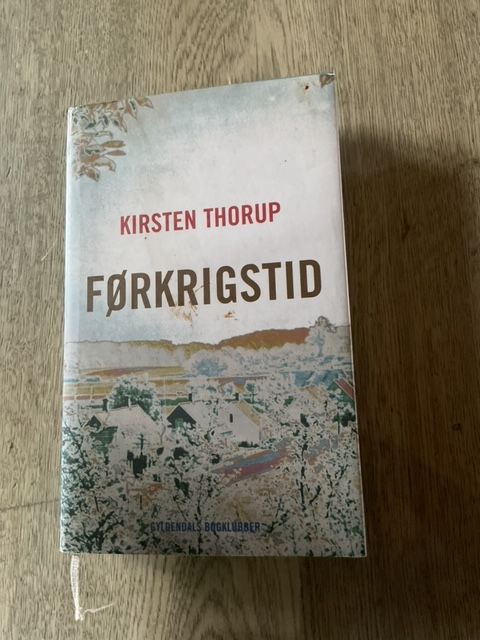 KIRSTEN THORUP
FØRKRIGSTID
GYLDENDALS BOGKLUBBER